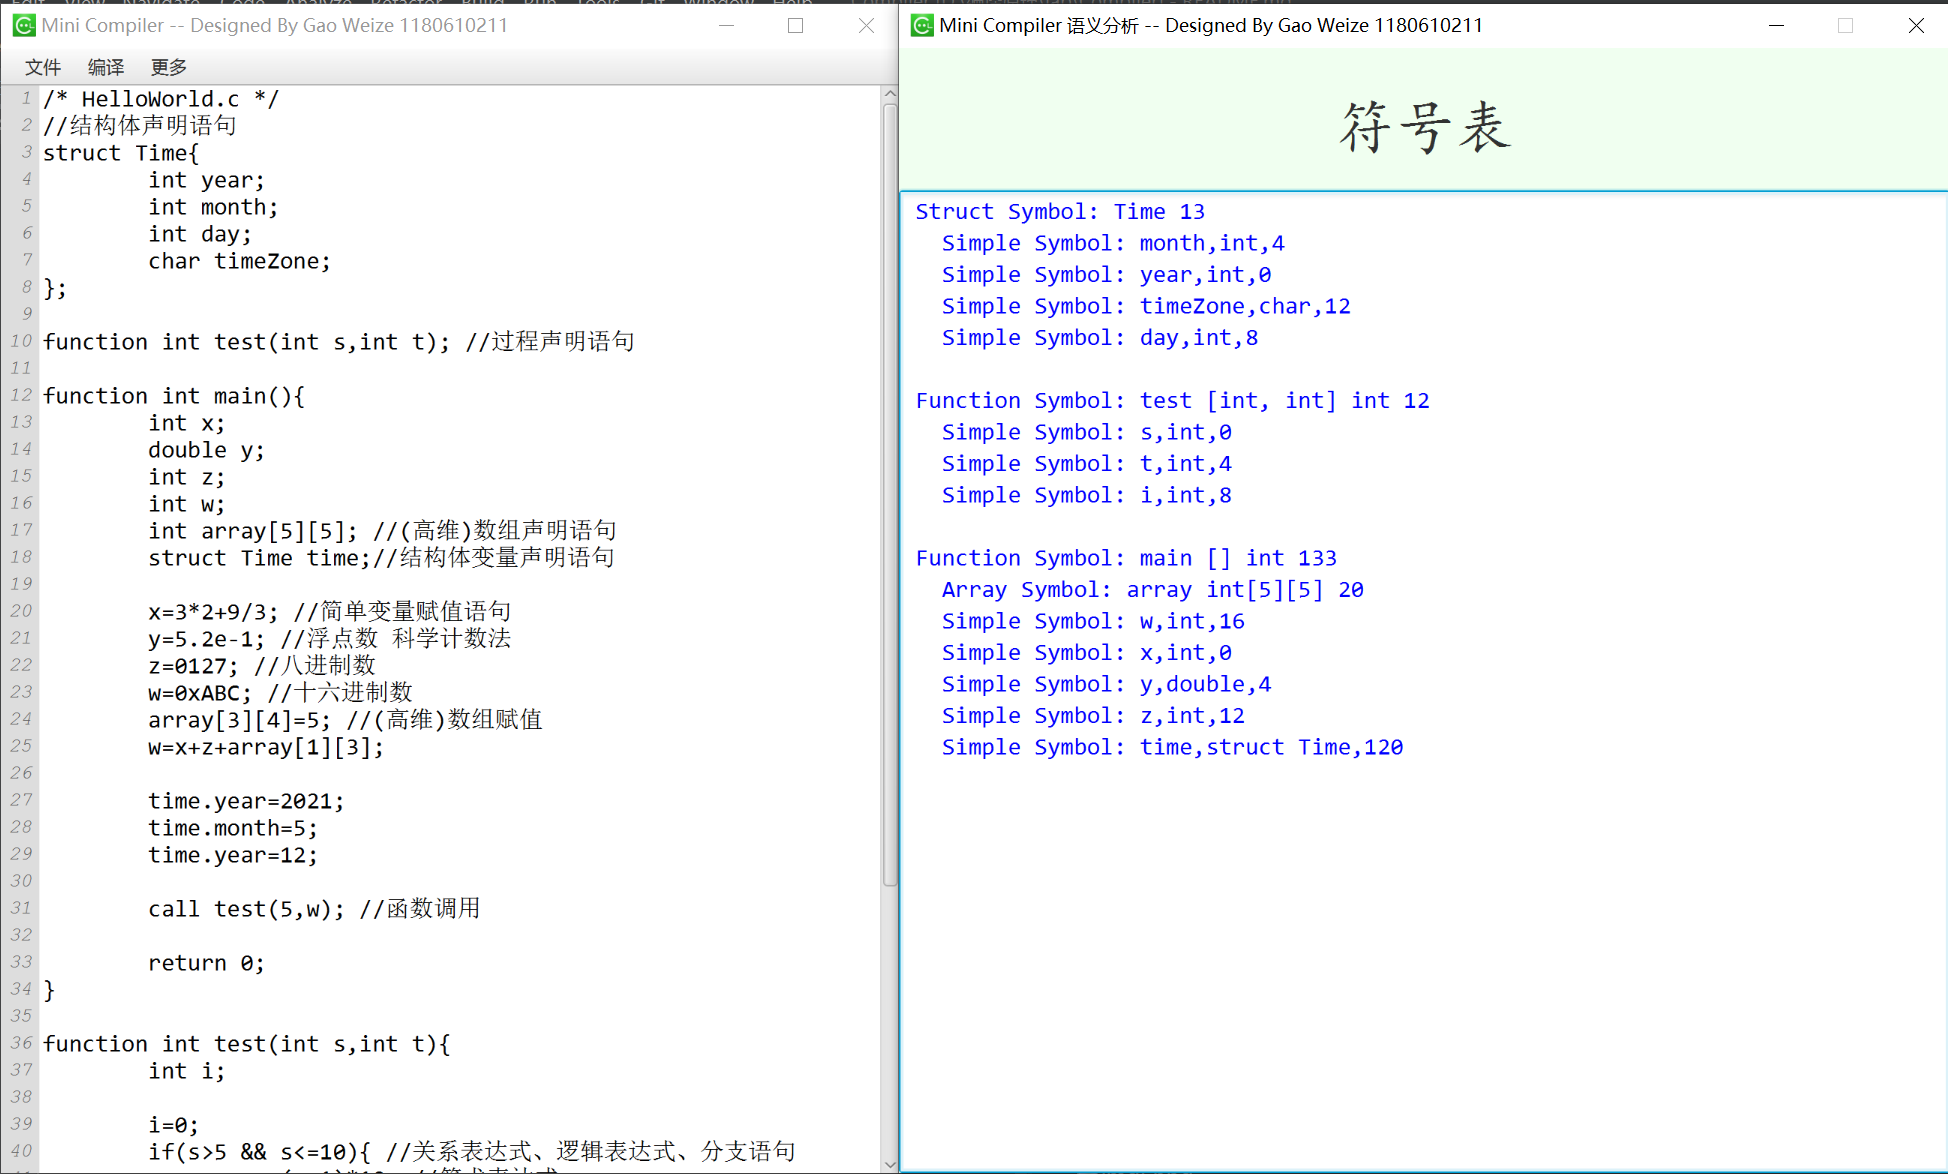 Mini Compiler -- Designed By Gao Weize 1180610211
文件 编译 更多
1 /* HelloWorld.c */
2 //结构体声明语句
3 struct Time{
4 int year;
5 int month;
6 int day;
7 char timeZone;
8 };
9
10 function int test(int s,int t); //过程声明语句
11
12 function int main(){
13 int x;
14 double y;
15 int z;
16 int w;
17 int array[5][5]; //(高维)数组声明语句
18 struct Time time;//结构体变量声明语句
19
20 x=3*2+9/3; //简单变量赋值语句
21 y=5.2e-1; //浮点数 科学计数法
22 z=0127; //八进制数
23 w=0xABC; //十六进制数
24 array[3][4]=5; //(高维)数组赋值
25 w=x+z+array[1][3];
26
27 time.year=2021;
28 time.month=5;
29 time.year=12;
30
31 call test(5,w); //函数调用
32
33 return 0;
34 }
35
36 function int test(int s,int t){
37 int i;
38
39 i=0;
40 if(s>5 && s<=10){ //关系表达式、逻辑表达式、分支语句
Mini Compiler 语义分析 -- Designed By Gao Weize 1180610211
符号表
Struct Symbol: Time 13
Simple Symbol: month,int,4
Simple Symbol: year,int,0
Simple Symbol: timeZone,char,12
Simple Symbol: day,int,8
Function Symbol: test [int, int] int 12
Simple Symbol: s,int,0
Simple Symbol: t,int,4
Simple Symbol: i,int,8
Function Symbol: main [] int 133
Array Symbol: array int[5][5] 20
Simple Symbol: w,int,16
Simple Symbol: x,int,0
Simple Symbol: y,double,4
Simple Symbol: z,int,12
Simple Symbol: time,struct Time,120